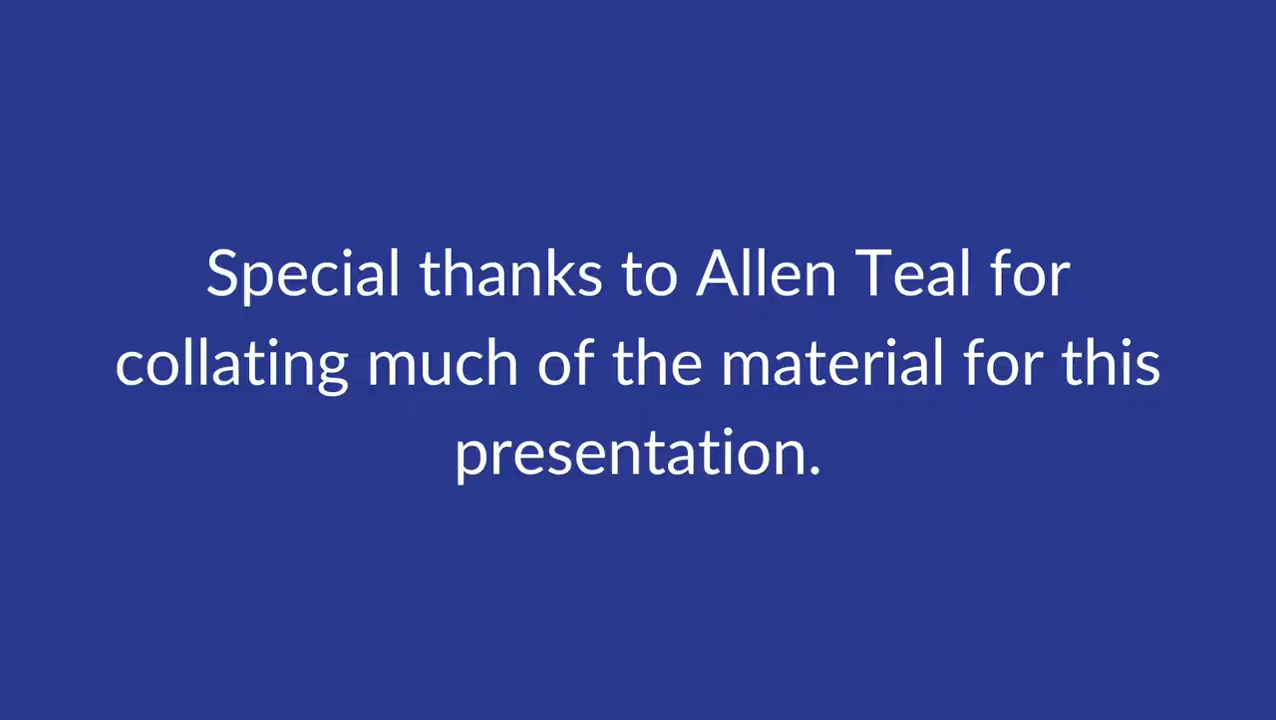 Special thanks to Allen Teal for
collating much of the material for this
presentation.